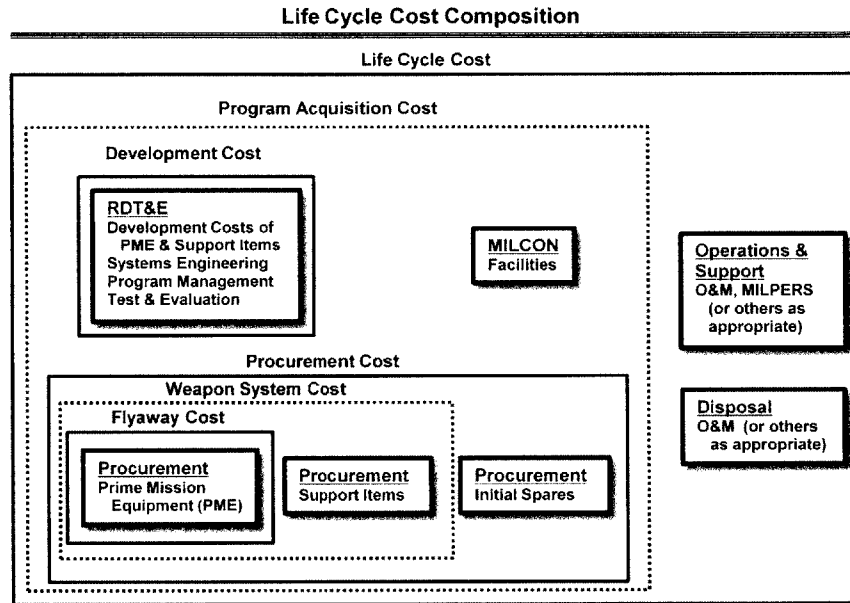 Life Cycle Cost Composition
Life Cycle Cost
Program Acquisition Cost
Development Cost
RDT&E
Development Costs of
PME & Support Items
Systems Engineering
Program Management
Test & Evaluation
MILCON
Facilities
Operations &
Support
O&M, MILPERS
(or others as
appropriate)
Procurement Cost
Weapon System Cost
Flyaway Cost
Procurement
Prime Mission
Equipment (PME)
Procurement
Support Items
Procurement
Initial Spares
Disposal
O&M (or others
as appropriate)